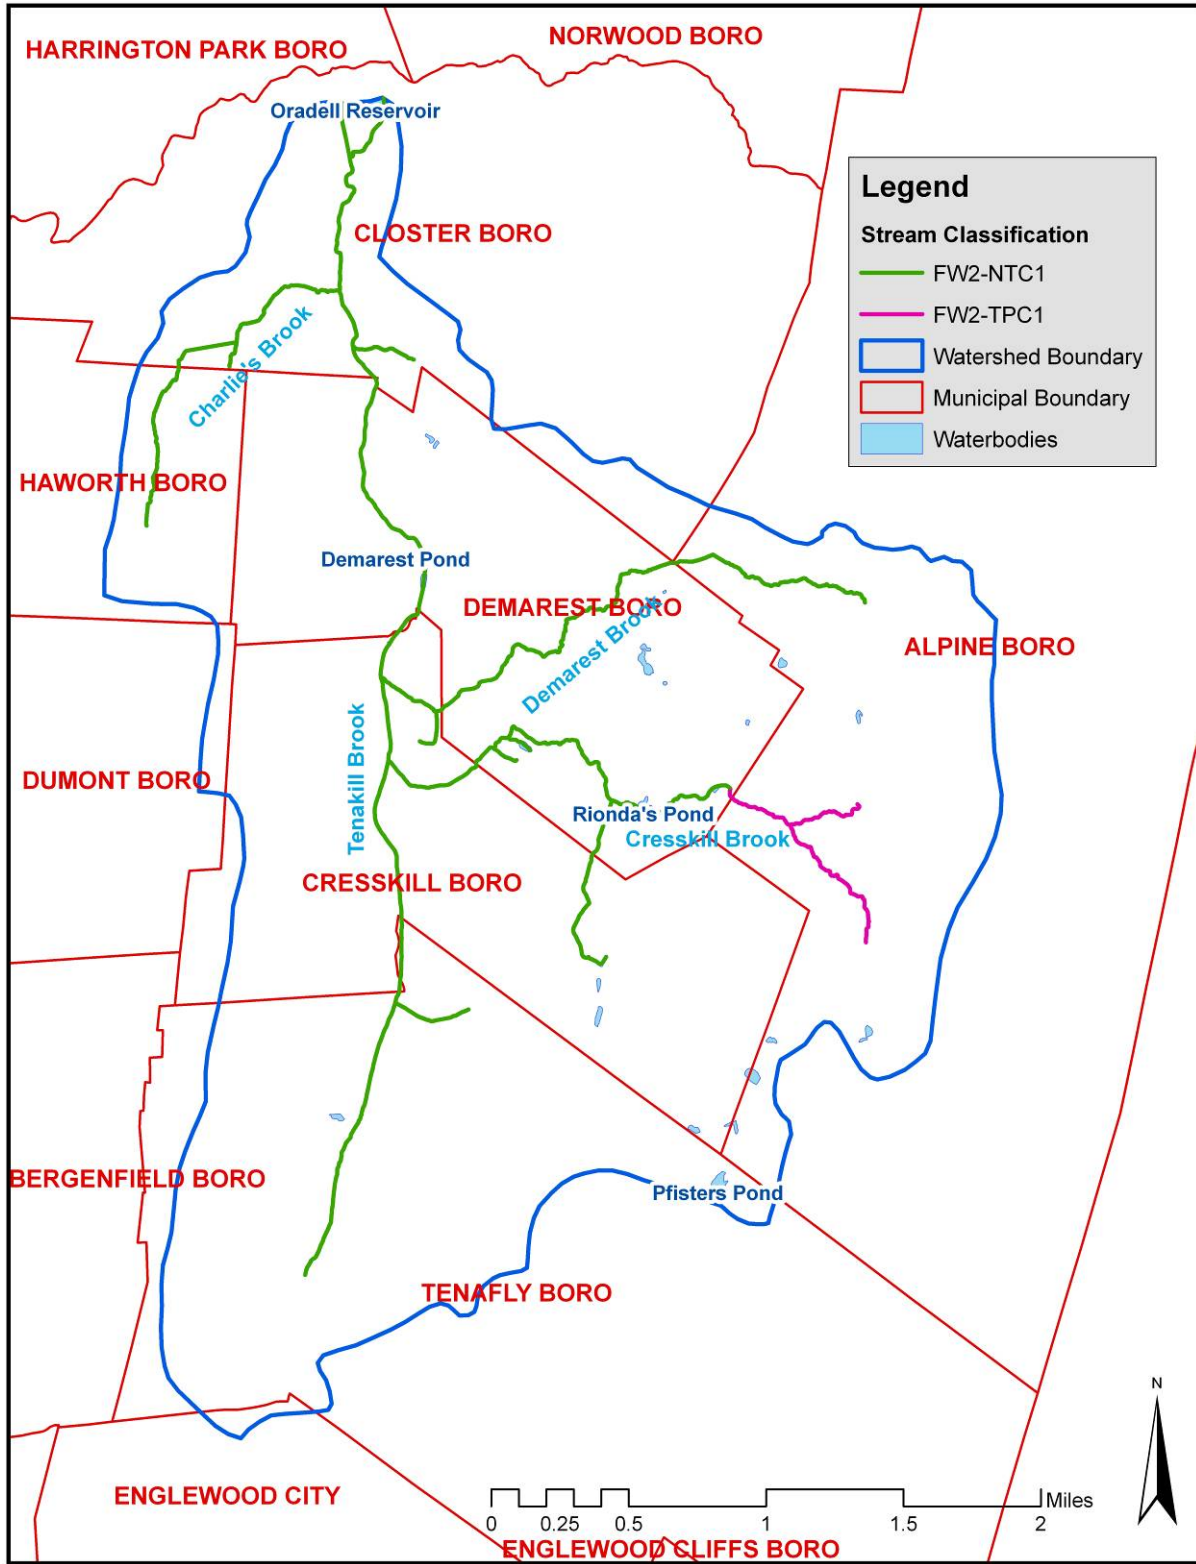 NORWOOD BORO
HARRINGTON PARK BORO
Oradell Reservoir
Legend
Stream Classification
FW2-NTC1
FW2-TPC1
Watershed Boundary
Municipal Boundary
Waterbodies
CLOSTER BORO
Charlie's Brook
HAWORTH BORO
Demarest Pond
DEMAREST BORO
Demarest Brook
ALPINE BORO
Tenakill Brook
DUMONT BORO
Rionda's Pond
Cresskill Brook
CRESSKILL BORO
BERGENFIELD BORO
Pfisters Pond
TENAFLY BORO
N
ENGLEWOOD CITY
Miles
0 0.25 0.5 1 1.5 2
ENGLEWOOD CLIFFS BORO